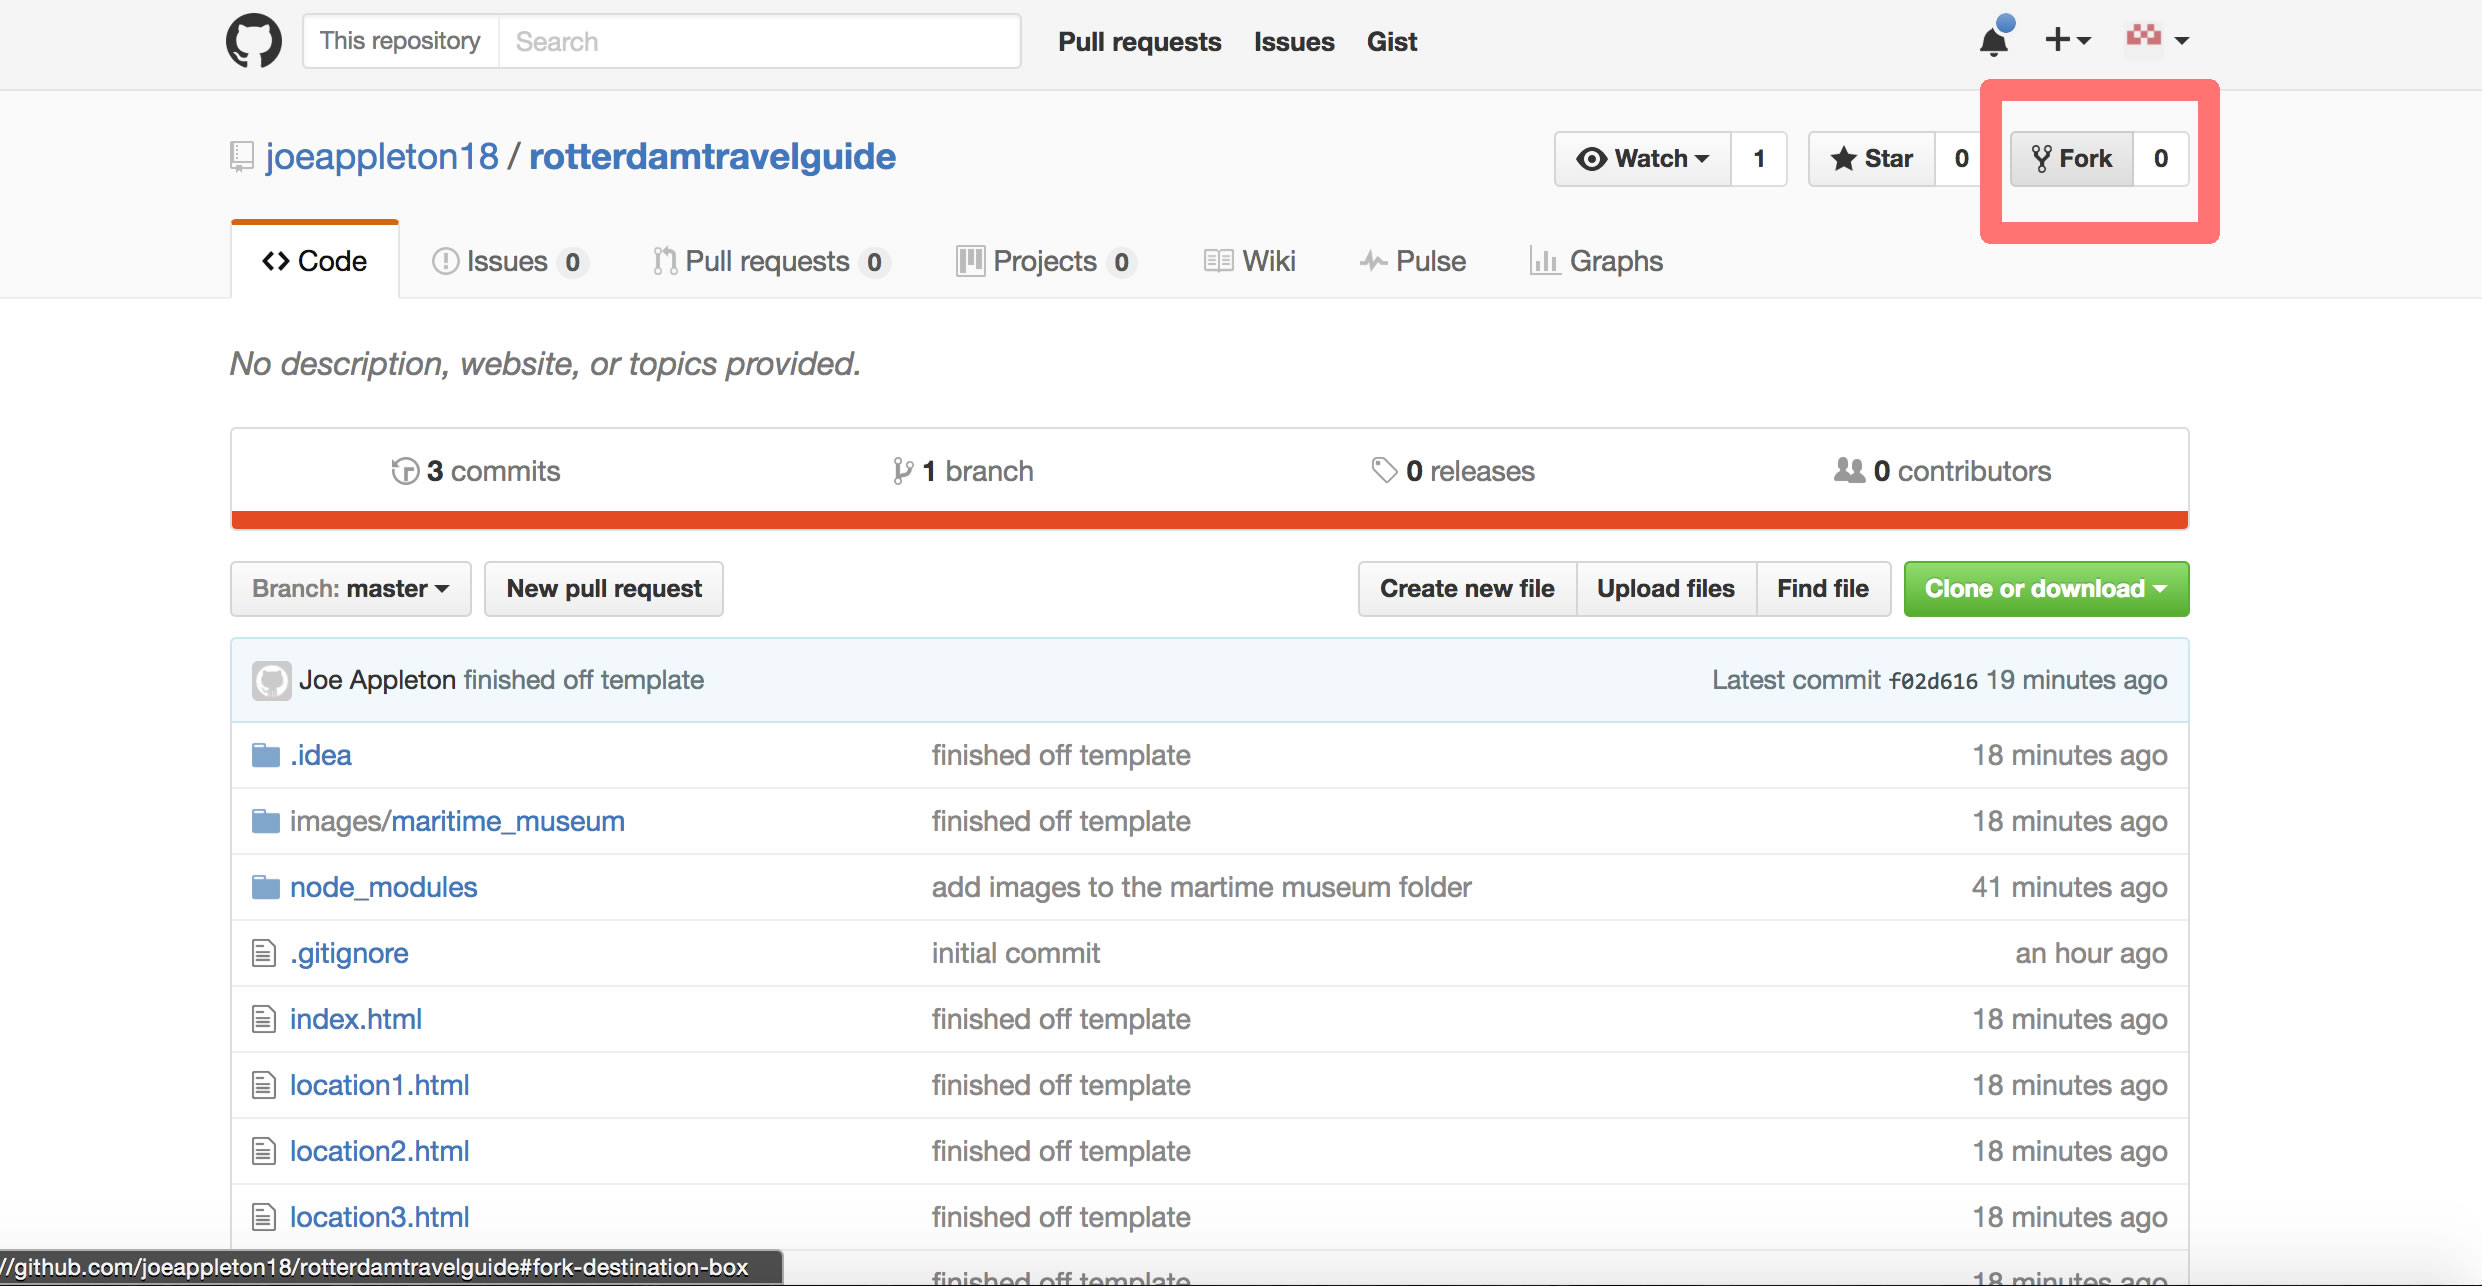 This repository Search Pull requests Issues Gist
joeappleton18 / rotterdamtravelguide Watch 1 Star 0 Fork 0
Code Issues 0 Pull requests 0 Projects 0 Wiki Pulse Graphs
No description, website, or topics provided.
3 commits 1 branch 0 releases 0 contributors
Branch: master New pull request Create new file Upload files Find file Clone or download
Joe Appleton finished off template Latest commit f02d616 19 minutes ago
.idea finished off template 18 minutes ago
images/maritime_museum finished off template 18 minutes ago
node_modules add images to the martime museum folder 41 minutes ago
.gitignore initial commit an hour ago
index.html finished off template 18 minutes ago
location1.html finished off template 18 minutes ago
location2.html finished off template 18 minutes ago
location3.html finished off template 18 minutes ago
//github.com/joeappleton18/rotterdamtravelguide#fork-destination-box
finished off template 18 minutes ago